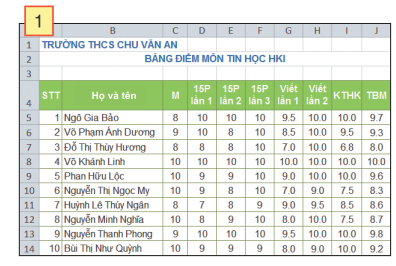 1
B C D E F G H I J
1 TRƯỜNG THCS CHU VĂN AN
2 BẢNG ĐIỂM MÔN TIN HỌC HKI
3
4 STT Họ và tên M 15P lần 1 15P lần 2 15P lần 3 Viết lần 1 Viết lần 2 KTHK TBM
5 1 Ngô Gia Bảo 8 10 10 10 9.5 10.0 10.0 9.7
6 2 Võ Phạm Ánh Dương 9 10 8 10 8.5 10.0 9.5 9.3
7 3 Đỗ Thị Thùy Hương 8 8 8 10 7.0 10.0 6.8 8.0
8 4 Võ Khánh Linh 10 10 10 10 10.0 10.0 10.0 10.0
9 5 Phan Hữu Lộc 10 9 9 10 9.0 10.0 10.0 9.6
10 6 Nguyễn Thị Ngọc My 10 9 8 10 7.0 9.0 7.5 8.3
11 7 Huỳnh Lê Thúy Ngân 8 7 8 9 9.0 9.5 8.5 8.6
12 8 Nguyễn Minh Nghĩa 10 8 9 10 8.0 10.0 7.5 8.7
13 9 Nguyễn Thanh Phong 9 10 10 10 9.5 10.0 10.0 9.8
14 10 Bùi Thị Như Quỳnh 10 9 9 9 8.0 9.0 10.0 9.2